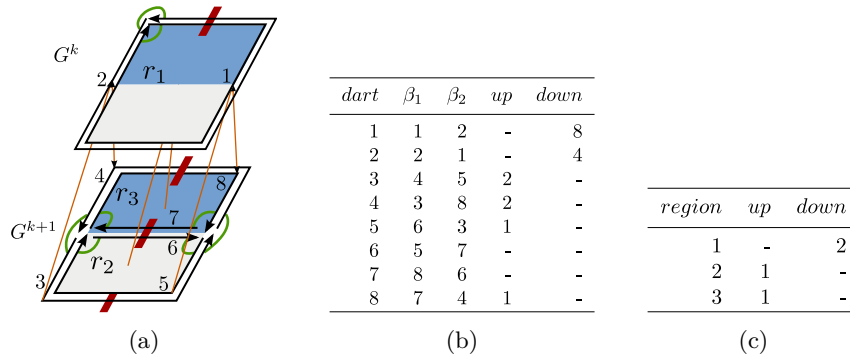 G^k
2
r_1
1
4
r_3
8
7
G^{k+1}
6
r_2
3
5
(a)
dart β_1 β_2 up down
1 1 2 - 8
2 2 1 - 4
3 4 5 2 -
4 3 8 2 -
5 6 3 1 -
6 5 7 - -
7 8 6 - -
8 7 4 1 -
(b)
region up down
1 - 2
2 1 -
3 1 -
(c)